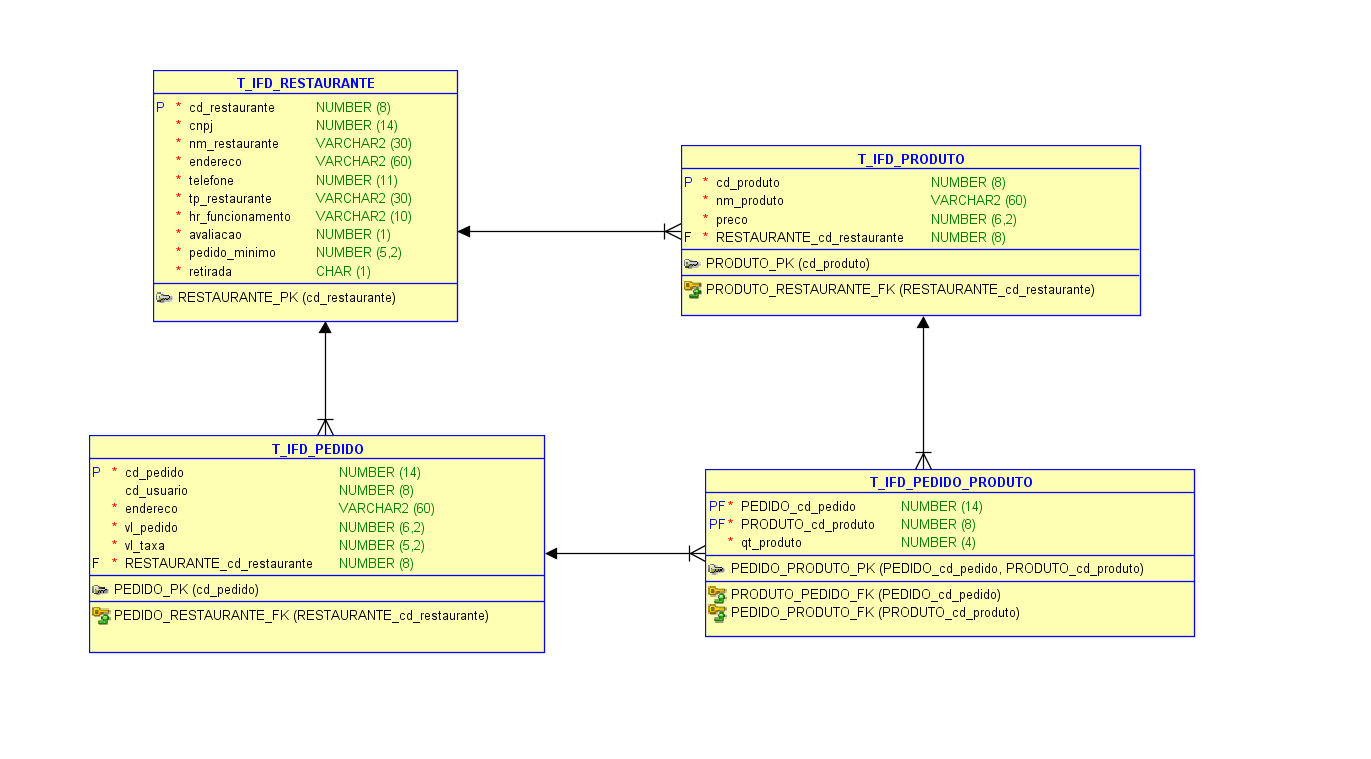 T_IFD_RESTAURANTE
P * cd_restaurante NUMBER (8)
* cnpj NUMBER (14)
* nm_restaurante VARCHAR2 (30)
* endereco VARCHAR2 (60)
* telefone NUMBER (11)
* tp_restaurante VARCHAR2 (30)
* hr_funcionamento VARCHAR2 (10)
* avaliacao NUMBER (1)
* pedido_minimo NUMBER (5,2)
* retirada CHAR (1)
RESTAURANTE_PK (cd_restaurante)
T_IFD_PRODUTO
P * cd_produto NUMBER (8)
* nm_produto VARCHAR2 (60)
* preco NUMBER (6,2)
F * RESTAURANTE_cd_restaurante NUMBER (8)
PRODUTO_PK (cd_produto)
PRODUTO_RESTAURANTE_FK (RESTAURANTE_cd_restaurante)
T_IFD_PEDIDO
P * cd_pedido NUMBER (14)
cd_usuario NUMBER (8)
* endereco VARCHAR2 (60)
* vl_pedido NUMBER (6,2)
* vl_taxa NUMBER (5,2)
F * RESTAURANTE_cd_restaurante NUMBER (8)
PEDIDO_PK (cd_pedido)
PEDIDO_RESTAURANTE_FK (RESTAURANTE_cd_restaurante)
T_IFD_PEDIDO_PRODUTO
PF * PEDIDO_cd_pedido NUMBER (14)
PF * PRODUTO_cd_produto NUMBER (8)
* qt_produto NUMBER (4)
PEDIDO_PRODUTO_PK (PEDIDO_cd_pedido, PRODUTO_cd_produto)
PRODUTO_PEDIDO_FK (PEDIDO_cd_pedido)
PEDIDO_PRODUTO_FK (PRODUTO_cd_produto)